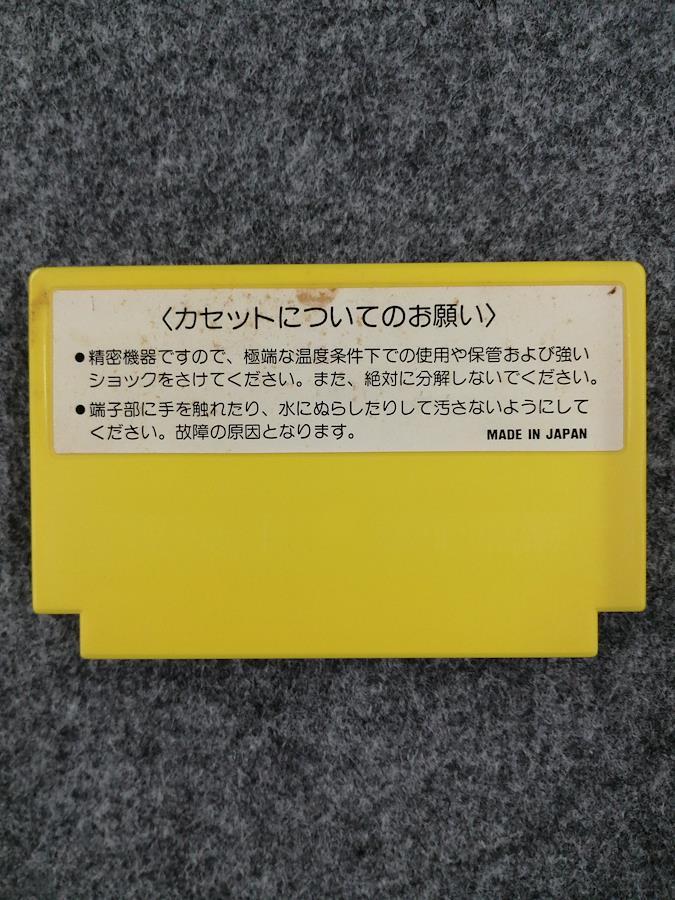 〈カセットについてのお願い〉
●精密機器ですので、極端な温度条件下での使用や保管および強い
ショックをさけてください。また、絶対に分解しないでください。
●端子部に手を触れたり、水にぬらしたりして汚さないようにして
ください。故障の原因となります。
MADE IN JAPAN